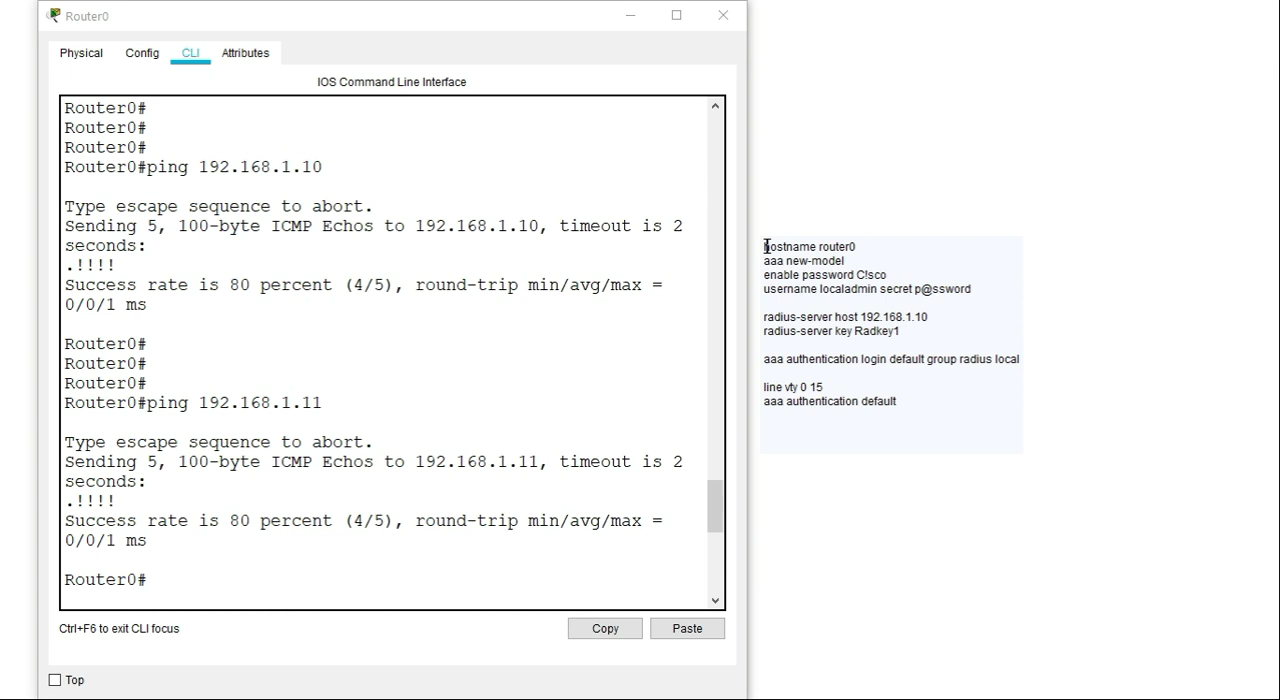 Router0
Physical Config CLI Attributes
IOS Command Line Interface
Router0#
Router0#
Router0#
Router0#ping 192.168.1.10
Type escape sequence to abort.
Sending 5, 100-byte ICMP Echos to 192.168.1.10, timeout is 2
seconds:
.!!!!
Success rate is 80 percent (4/5), round-trip min/avg/max =
0/0/1 ms
Router0#
Router0#
Router0#
Router0#ping 192.168.1.11
Type escape sequence to abort.
Sending 5, 100-byte ICMP Echos to 192.168.1.11, timeout is 2
seconds:
.!!!!
Success rate is 80 percent (4/5), round-trip min/avg/max =
0/0/1 ms
Router0#
Ctrl+F6 to exit CLI focus
Copy Paste
Top
hostname router0
aaa new-model
enable password C!sco
username localadmin secret p@ssword
radius-server host 192.168.1.10
radius-server key Radkey1
aaa authentication login default group radius local
line vty 0 15
aaa authentication default